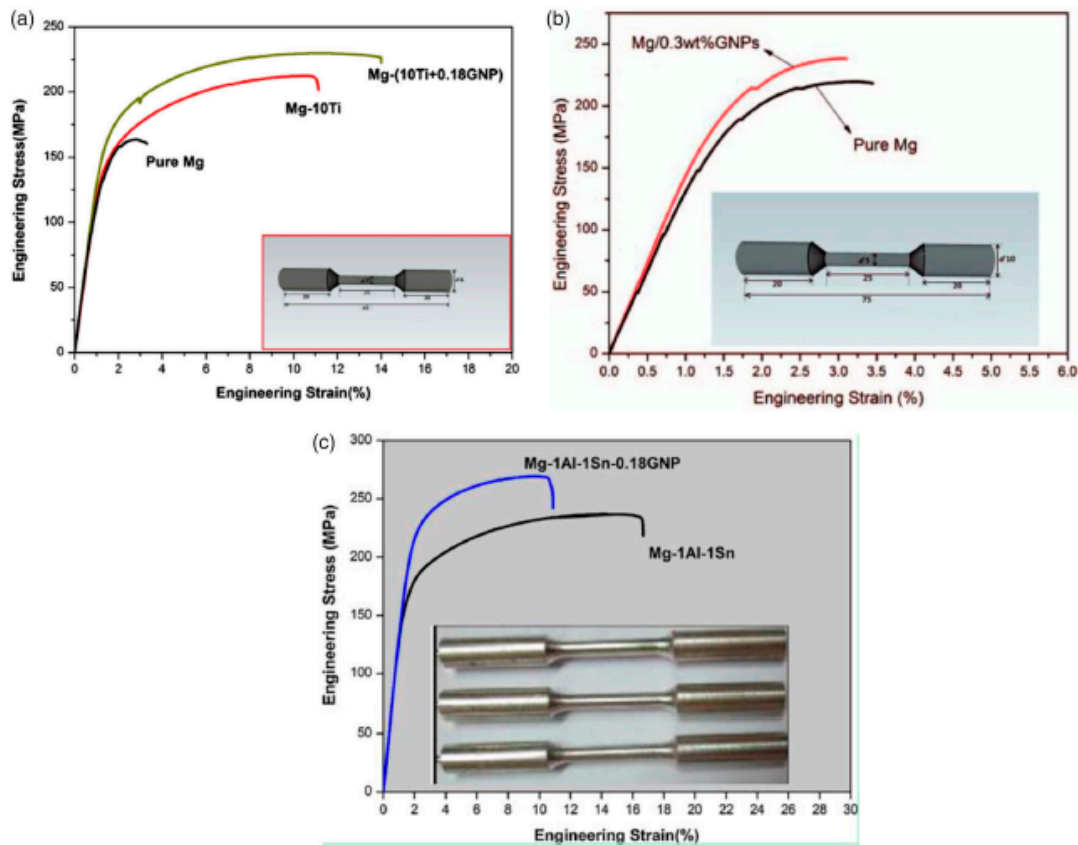 (a)
250
200
150
100
50
0
Engineering Stress(MPa)
Mg-(10Ti+0.18GNP)
Mg-10Ti
Pure Mg
20
20
0 2 4 6 8 10 12 14 16 18 20
Engineering Strain(%)
(b)
250
200
150
100
50
0
Engineering Stress (MPa)
Mg/0.3wt%GNPs
Pure Mg
20
25
75
0.0 0.5 1.0 1.5 2.0 2.5 3.0 3.5 4.0 4.5 5.0 5.5 6.0
Engineering Strain (%)
(c)
300
250
200
150
100
50
0
Engineering Stress (MPa)
Mg-1Al-1Sn-0.18GNP
Mg-1Al-1Sn
0 2 4 6 8 10 12 14 16 18 20 22 24 26 28 30
Engineering Strain(%)